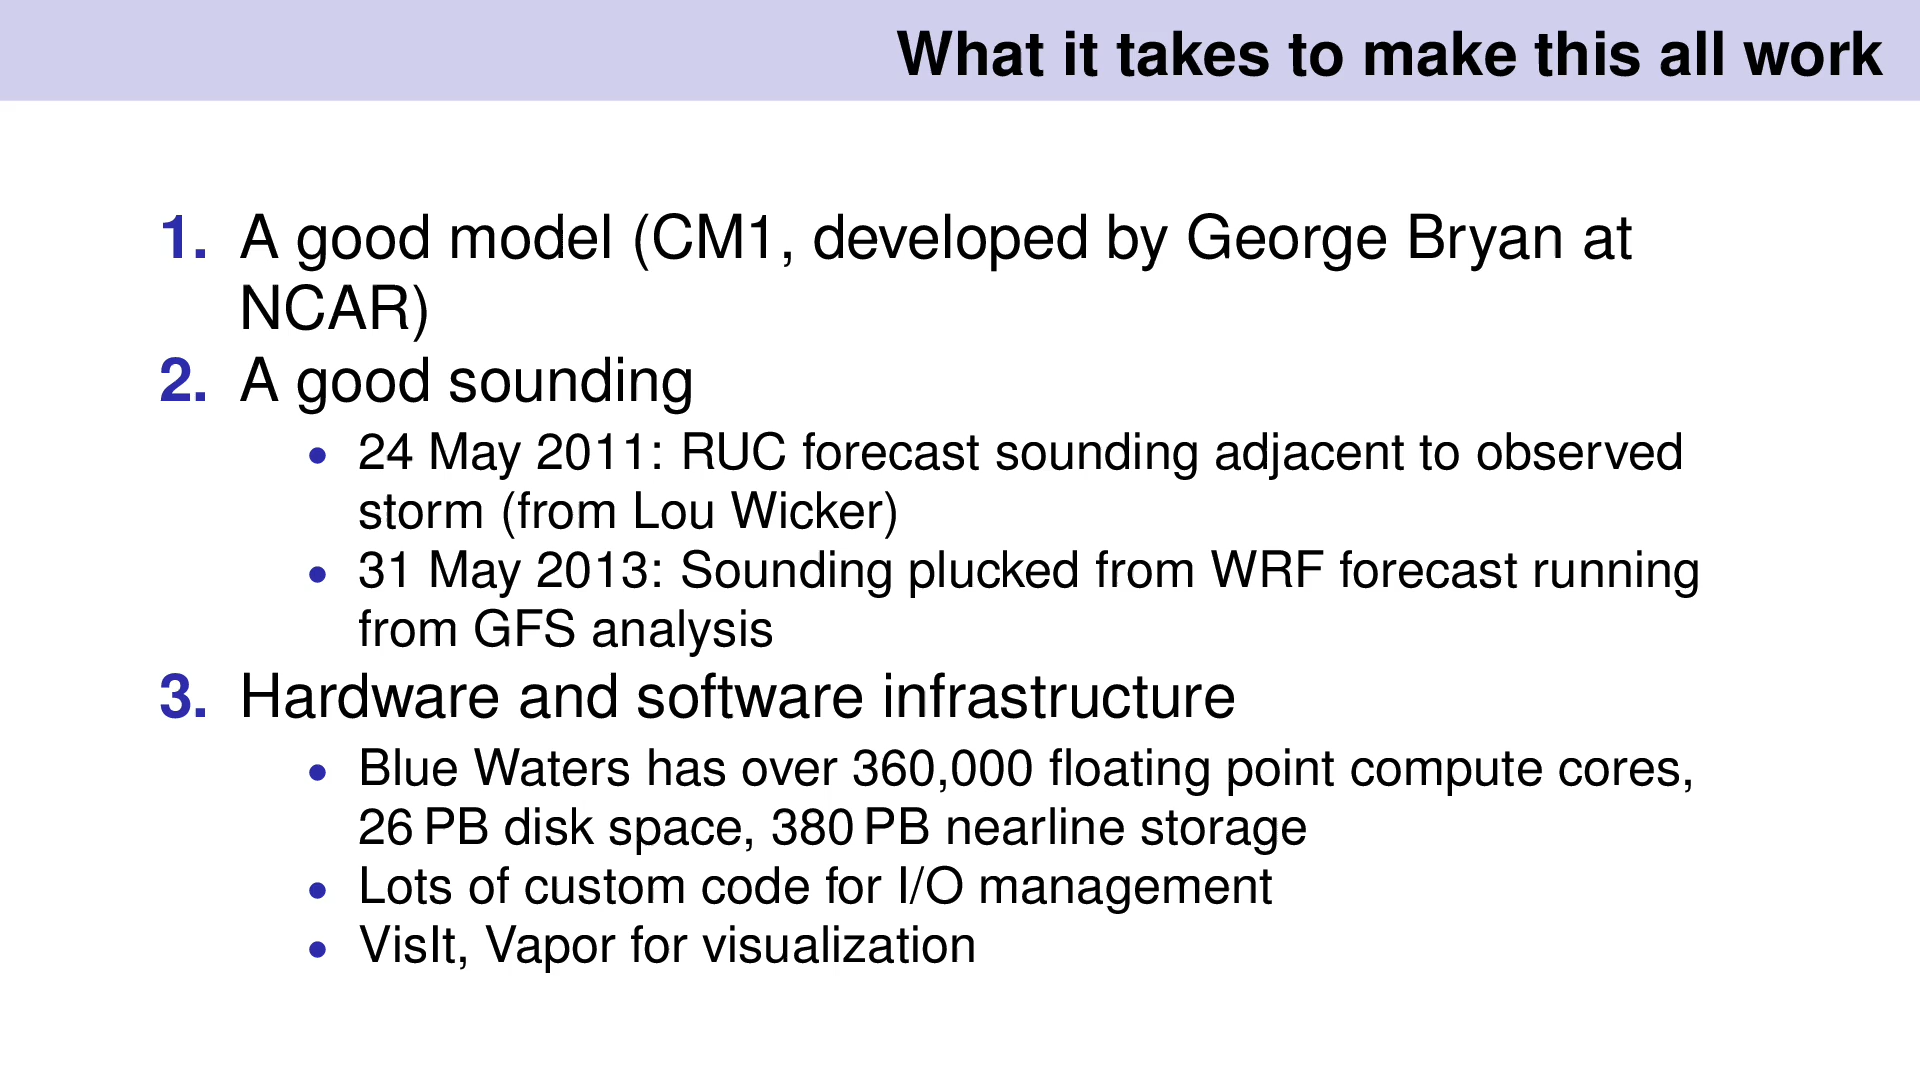 What it takes to make this all work
1. A good model (CM1, developed by George Bryan at
NCAR)
2. A good sounding
• 24 May 2011: RUC forecast sounding adjacent to observed
storm (from Lou Wicker)
• 31 May 2013: Sounding plucked from WRF forecast running
from GFS analysis
3. Hardware and software infrastructure
• Blue Waters has over 360,000 floating point compute cores,
26 PB disk space, 380 PB nearline storage
• Lots of custom code for I/O management
• VisIt, Vapor for visualization